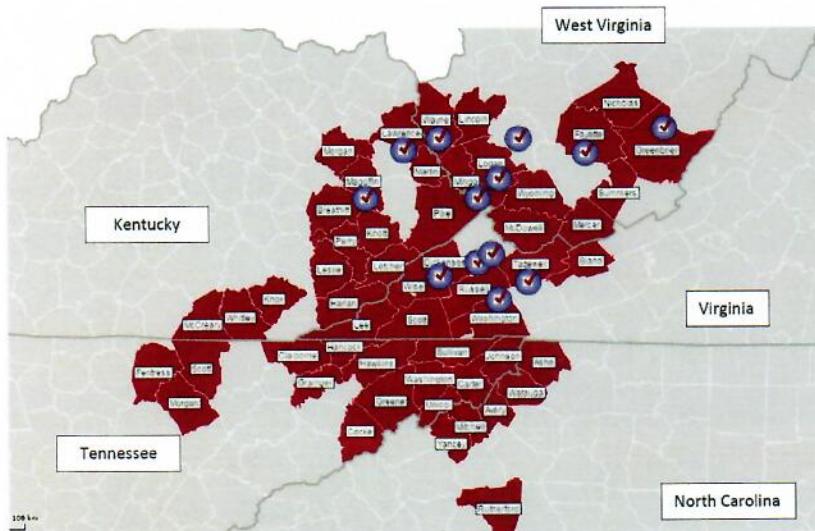 West Virginia
Nicholas
Wayne
Lincoln
Lawrence
Fayette
Greenbrier
Morgan
Logan
Martin
Magoffin
Mingo
Summers
Wyoming
Breathitt
Pike
Kentucky
Knott
Mercer
McDowell
Perry
Letcher
Dickenson
Tazewell
Bland
Leslie
Wise
Russell
Knox
Harlan
Virginia
Whitley
McCreary
Lee
Scott
Washington
Hancock
Sullivan
Johnson
Claiborne
Hawkins
Ashe
Scott
Fentress
Grainger
Washington
Carter
Watauga
Greene
Unicoi
Avery
Morgan
Mitchell
Cocke
Yancey
Tennessee
North Carolina
Rutherford
100 km